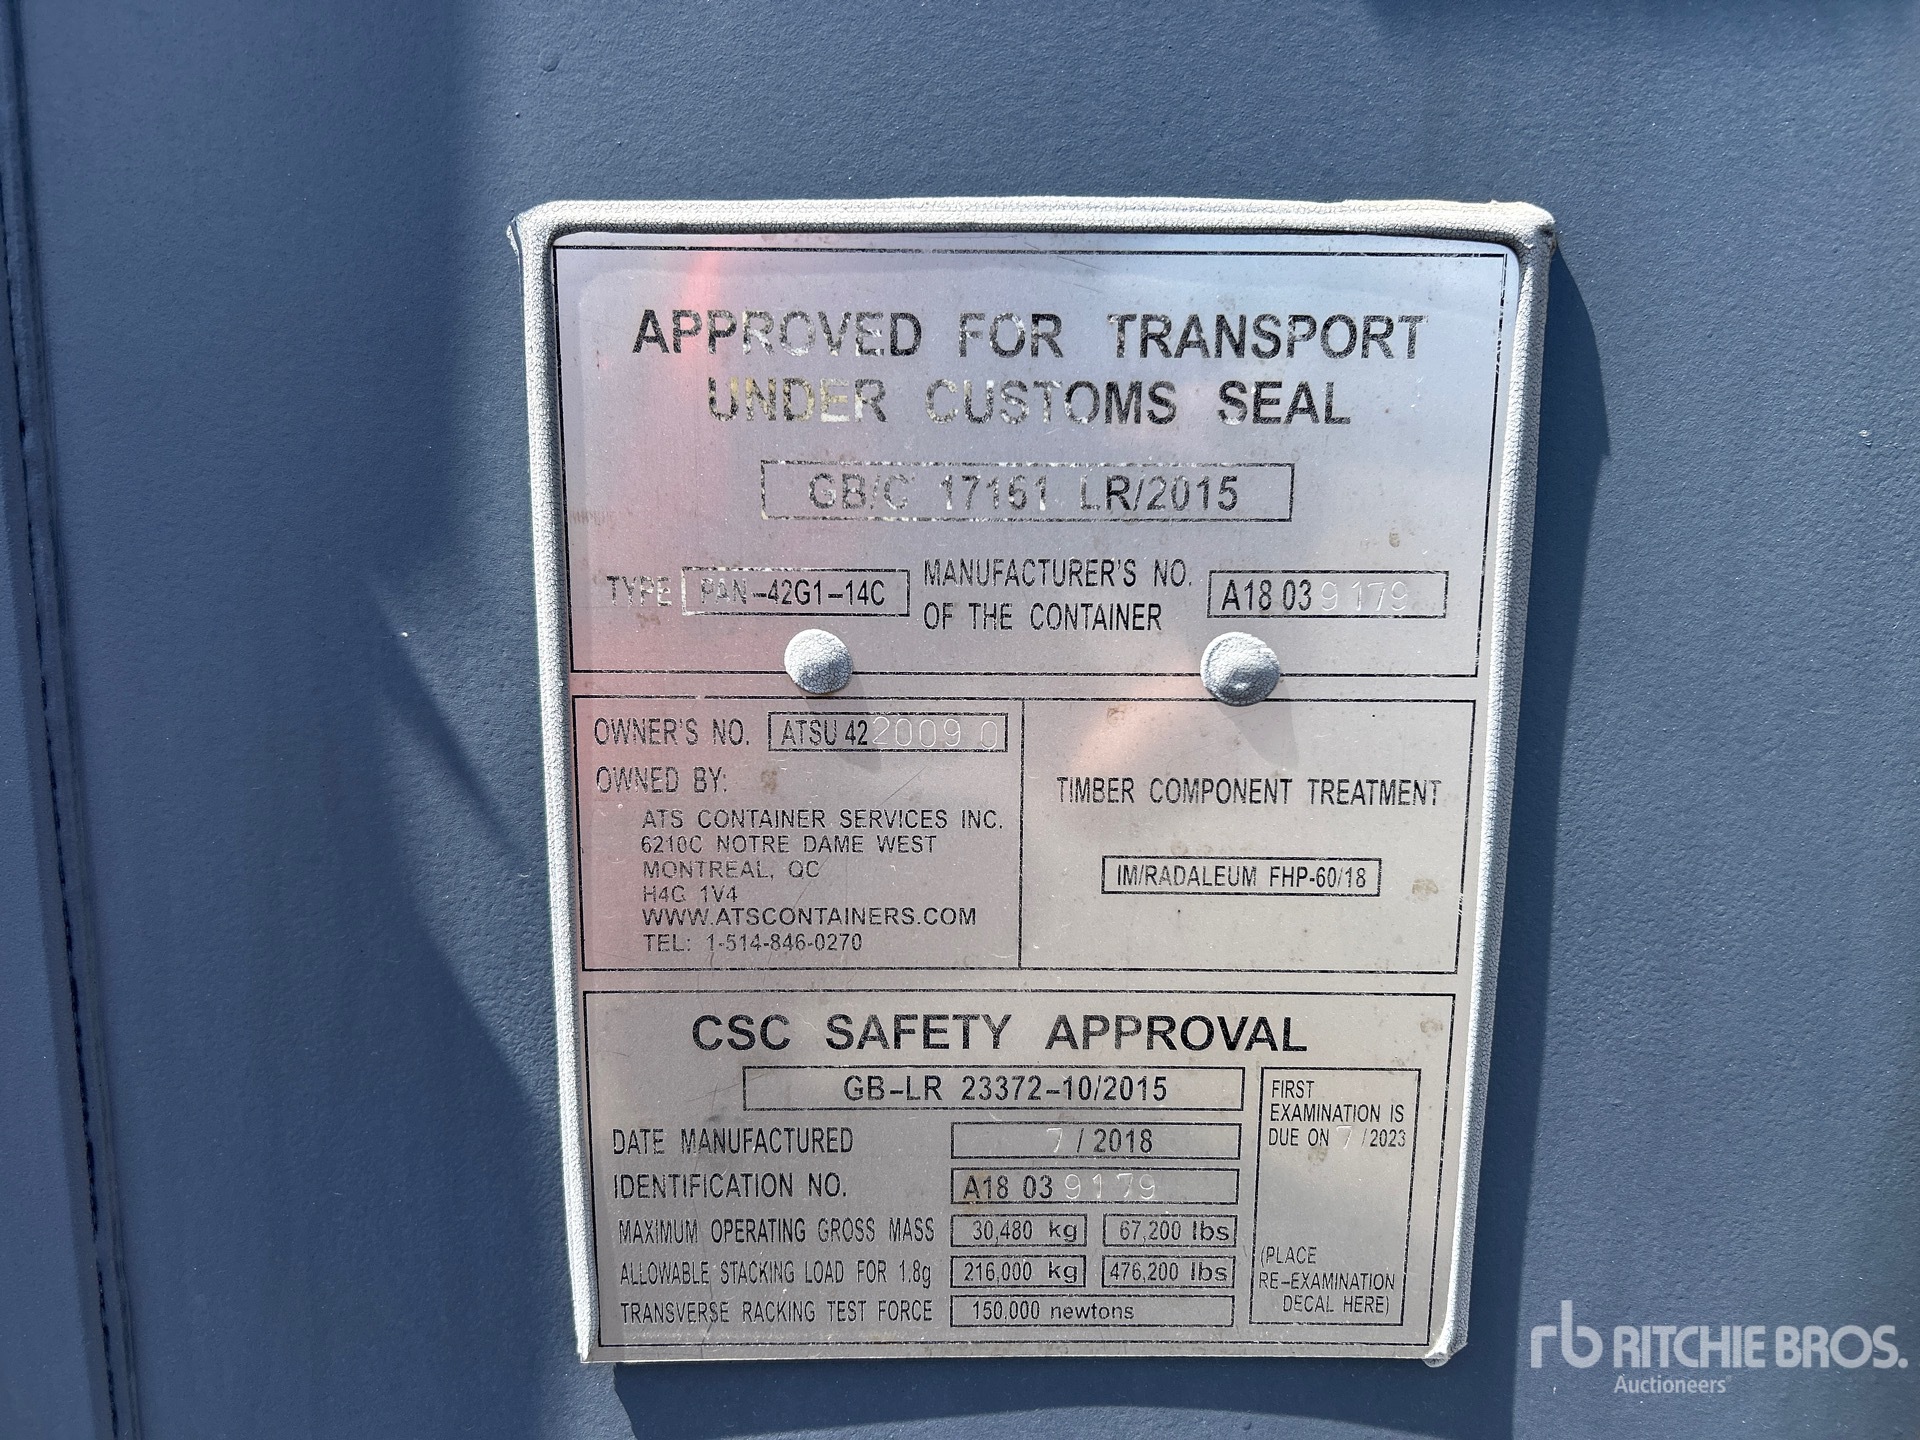 APPROVED FOR TRANSPORT
UNDER CUSTOMS SEAL
GB/C 17161 LR/2015
TYPE PAN-42G1-14C
MANUFACTURER'S NO.
OF THE CONTAINER
A18 03 9179
OWNER'S NO. ATSU 42 2009 0
OWNED BY:
ATS CONTAINER SERVICES INC.
6210C NOTRE DAME WEST
MONTREAL, QC
H4C 1V4
WWW.ATSCONTAINERS.COM
TEL: 1-514-846-0270
TIMBER COMPONENT TREATMENT
IM/RADALEUM FHP-60/18
CSC SAFETY APPROVAL
GB-LR 23372-10/2015
DATE MANUFACTURED 7/2018
IDENTIFICATION NO. A18 03 9179
MAXIMUM OPERATING GROSS MASS 30,480 kg 67,200 lbs
ALLOWABLE STACKING LOAD FOR 1.8g 216,000 kg 476,200 lbs
TRANSVERSE RACKING TEST FORCE 150,000 newtons
FIRST
EXAMINATION IS
DUE ON 7/2023
(PLACE
RE-EXAMINATION
DECAL HERE)
rb RITCHIE BROS.
Auctioneers